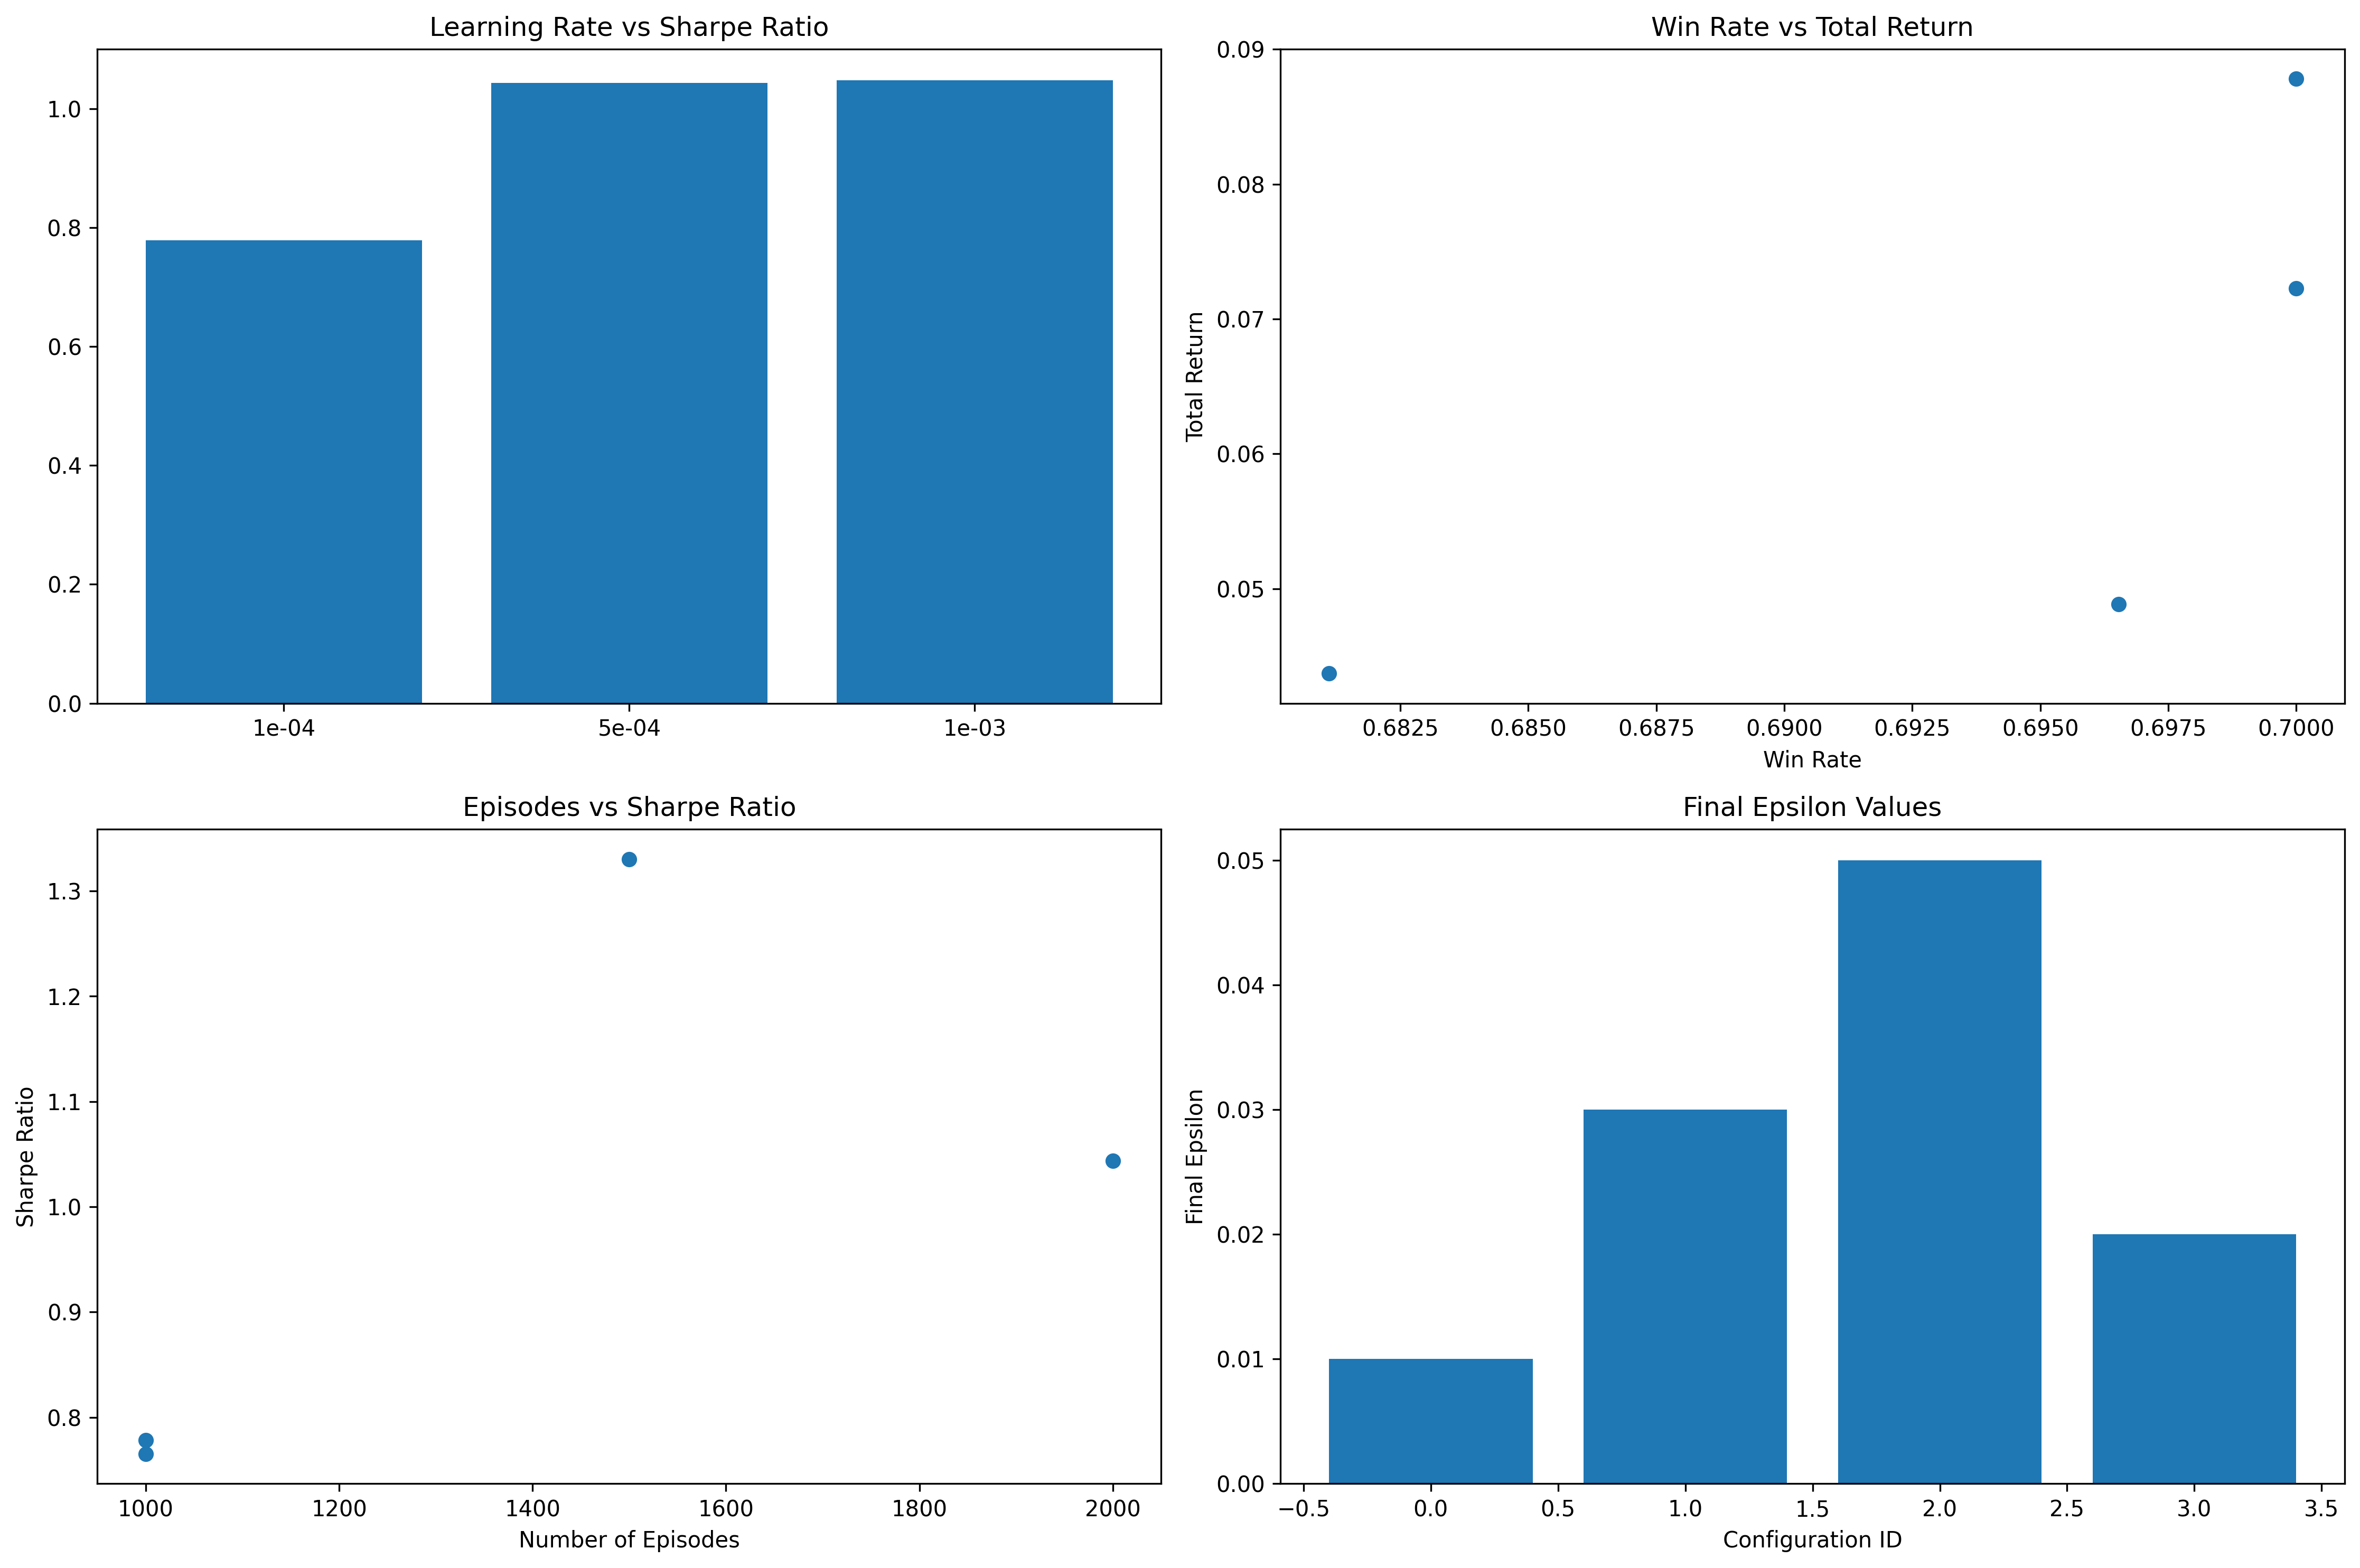 Learning Rate vs Sharpe Ratio
1.0
0.8
0.6
0.4
0.2
0.0
1e-04 5e-04 1e-03
Win Rate vs Total Return
Total Return
0.09
0.08
0.07
0.06
0.05
0.6825 0.6850 0.6875 0.6900 0.6925 0.6950 0.6975 0.7000
Win Rate
Episodes vs Sharpe Ratio
Sharpe Ratio
1.3
1.2
1.1
1.0
0.9
0.8
1000 1200 1400 1600 1800 2000
Number of Episodes
Final Epsilon Values
Final Epsilon
0.05
0.04
0.03
0.02
0.01
0.00
−0.5 0.0 0.5 1.0 1.5 2.0 2.5 3.0 3.5
Configuration ID